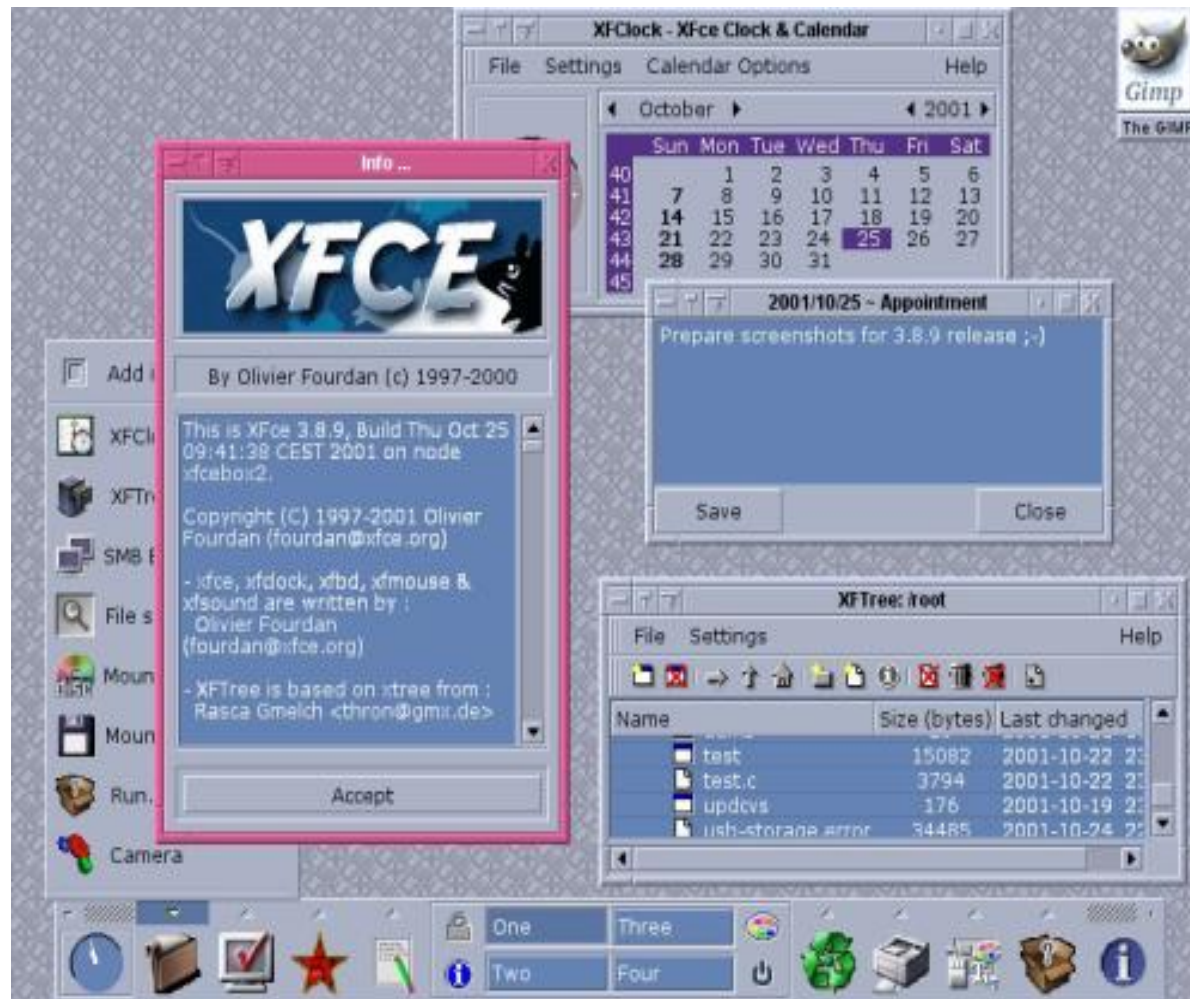 XFClock - XFce Clock & Calendar
File Settings Calendar Options Help
October 2001
Sun Mon Tue Wed Thu Fri Sat
40 1 2 3 4 5 6
41 7 8 9 10 11 12 13
42 14 15 16 17 18 19 20
43 21 22 23 24 25 26 27
44 28 29 30 31
45
Gimp
The GIMP
Info ...
XFCE
By Olivier Fourdan (c) 1997-2000
This is XFce 3.8.9, Build Thu Oct 25
09:41:38 CEST 2001 on node
xfcebox2.
Copyright (C) 1997-2001 Olivier
Fourdan (fourdan@xfce.org)
- xfce, xfclock, xfbd, xfmouse &
xfsound are written by :
Olivier Fourdan
(fourdan@xfce.org)
- XFTree is based on xtree from :
Rasca Gmelch <thron@gmx.de>
Accept
2001/10/25 ~ Appointment
Prepare screenshots for 3.8.9 release ;-)
Save Close
Add
XFClo
XFTre
SMB
File s
Moun
Moun
Run.
Camera
XFTree: /root
File Settings Help
Name Size (bytes) Last changed
test 15082 2001-10-22
test.c 3794 2001-10-22
updcvs 176 2001-10-19
usb-storage.error 34485 2001-10-24
One Three
Two Four